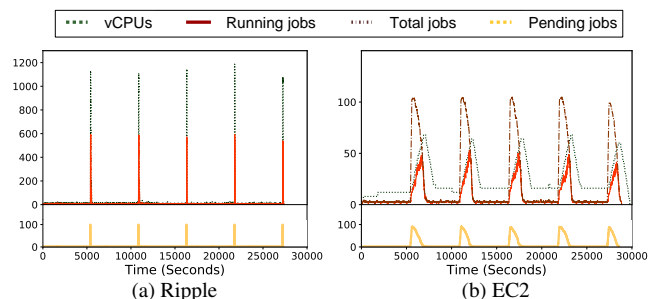 vCPUs Running jobs Total jobs Pending jobs
1200
1000
800
600
400
200
0
100
0
0 5000 10000 15000 20000 25000 30000
Time (Seconds)
(a) Ripple
100
50
0
100
0
0 5000 10000 15000 20000 25000 30000
Time (Seconds)
(b) EC2